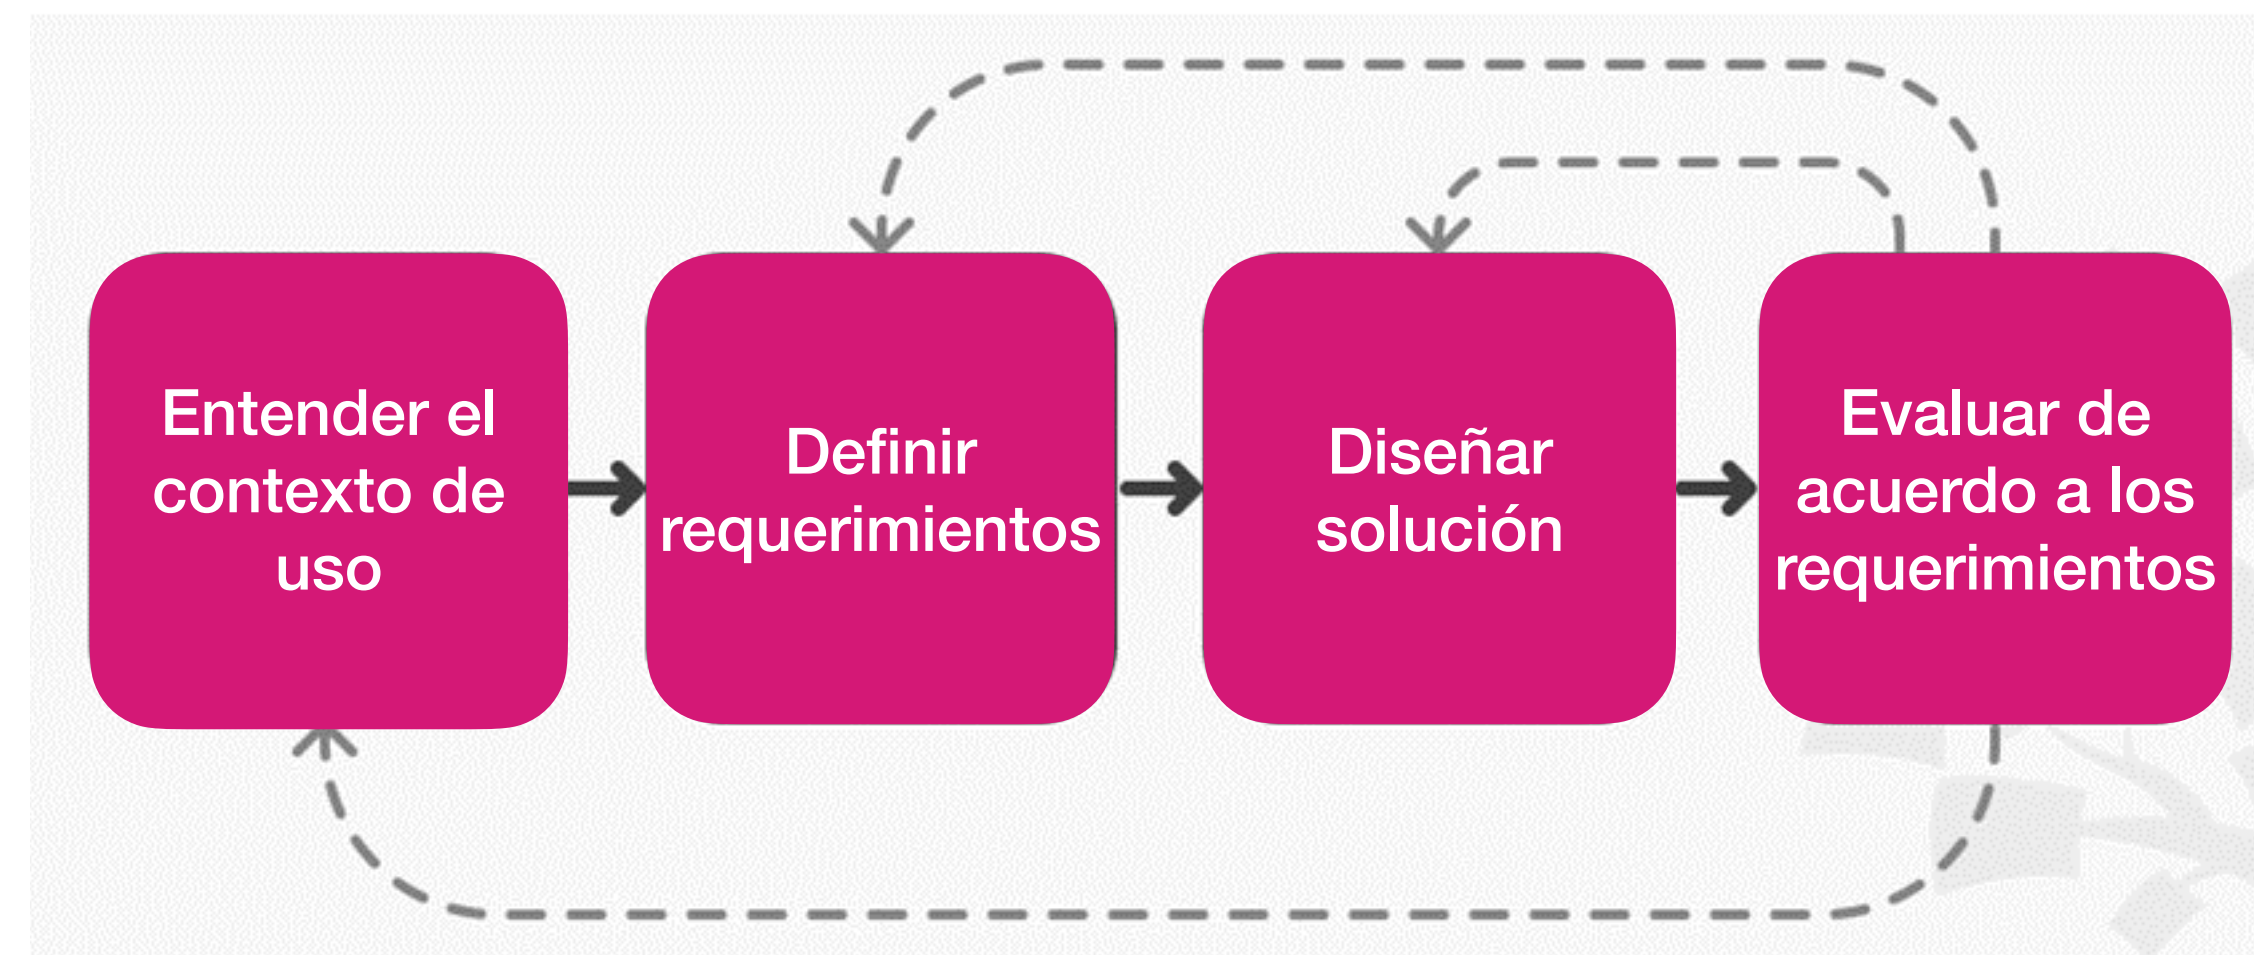 Entender el
contexto de
uso
Definir
requerimientos
Diseñar
solución
Evaluar de
acuerdo a los
requerimientos